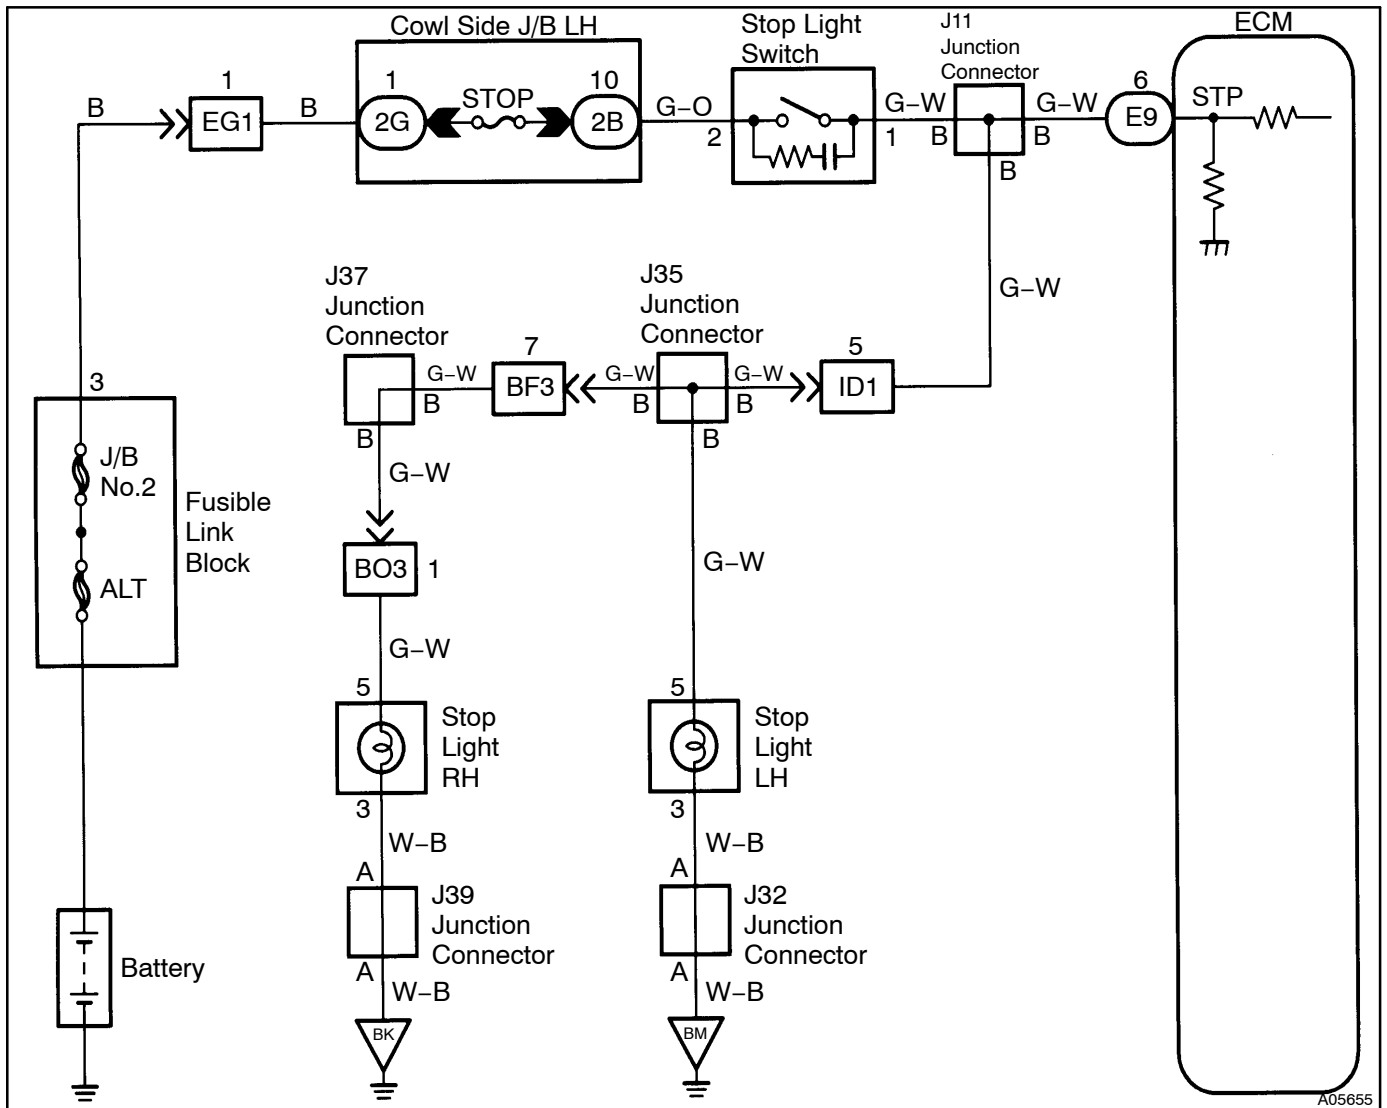 Cowl Side J/B LH
Stop Light
Switch
J11
Junction
Connector
ECM
1
1
10
6
B
B
STOP
G–O
G–W
G–W
STP
EG1
2G
2B
E9
2
1
B
B
B
G–W
J37
Junction
Connector
J35
Junction
Connector
7
5
G–W
G–W
G–W
BF3
ID1
B
B
B
B
B
3
G–W
J/B
No.2
Fusible
Link
Block
ALT
G–W
BO3
1
G–W
5
5
Stop
Light
RH
Stop
Light
LH
3
3
W–B
W–B
A
A
J39
Junction
Connector
J32
Junction
Connector
A
A
W–B
W–B
Battery
BK
BM
A05655